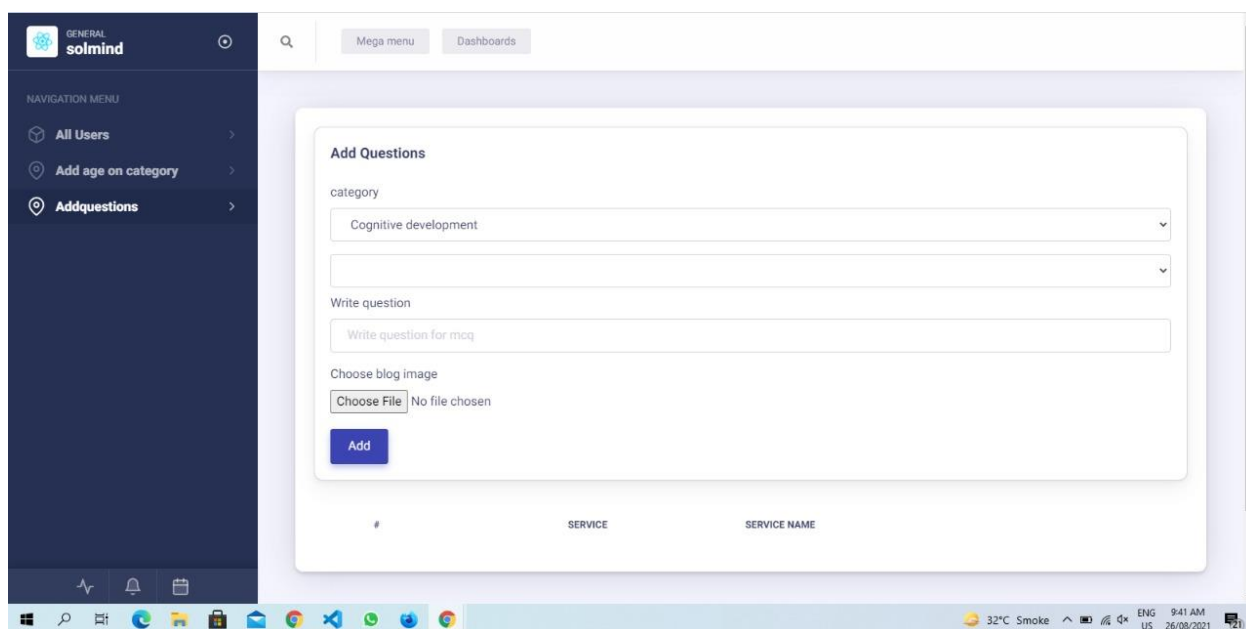 GENERAL
solmind
Mega menu
Dashboards
NAVIGATION MENU
All Users
Add age on category
Addquestions
Add Questions
category
Cognitive development
Write question
Write question for mcq
Choose blog image
Choose File No file chosen
Add
# SERVICE SERVICE NAME
32°C Smoke
ENG
US
9:41 AM
26/08/2021
21